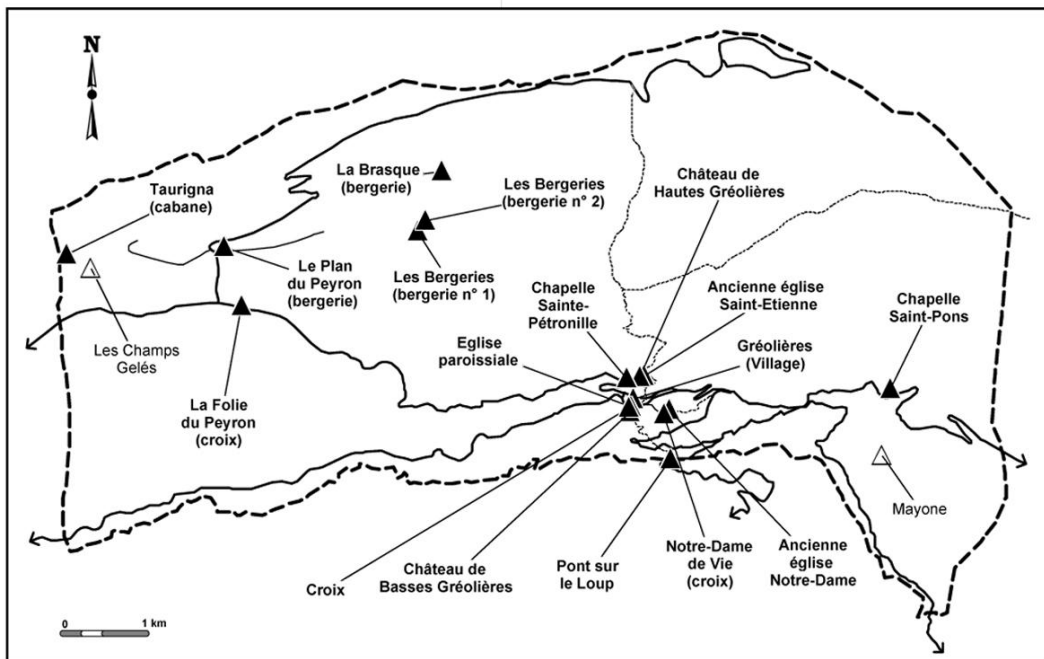 N
La Brasque
(bergerie)
Les Bergeries
(bergerie n° 2)
Château de
Hautes Gréolières
Taurigna
(cabane)
Le Plan
du Peyron
(bergerie)
Les Bergeries
(bergerie n° 1)
Chapelle
Sainte-
Pétronille
Ancienne église
Saint-Etienne
Chapelle
Saint-Pons
Les Champs
Gelés
Eglise
paroissiale
Gréolières
(Village)
La Folie
du Peyron
(croix)
Mayone
Croix
Château de
Basses Gréolières
Pont sur
le Loup
Notre-Dame
de Vie
(croix)
Ancienne
église
Notre-Dame
0 1 km